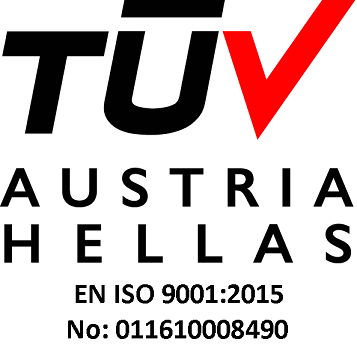 TÜV
AUSTRIA
HELLAS
EN ISO 9001:2015
No: 011610008490